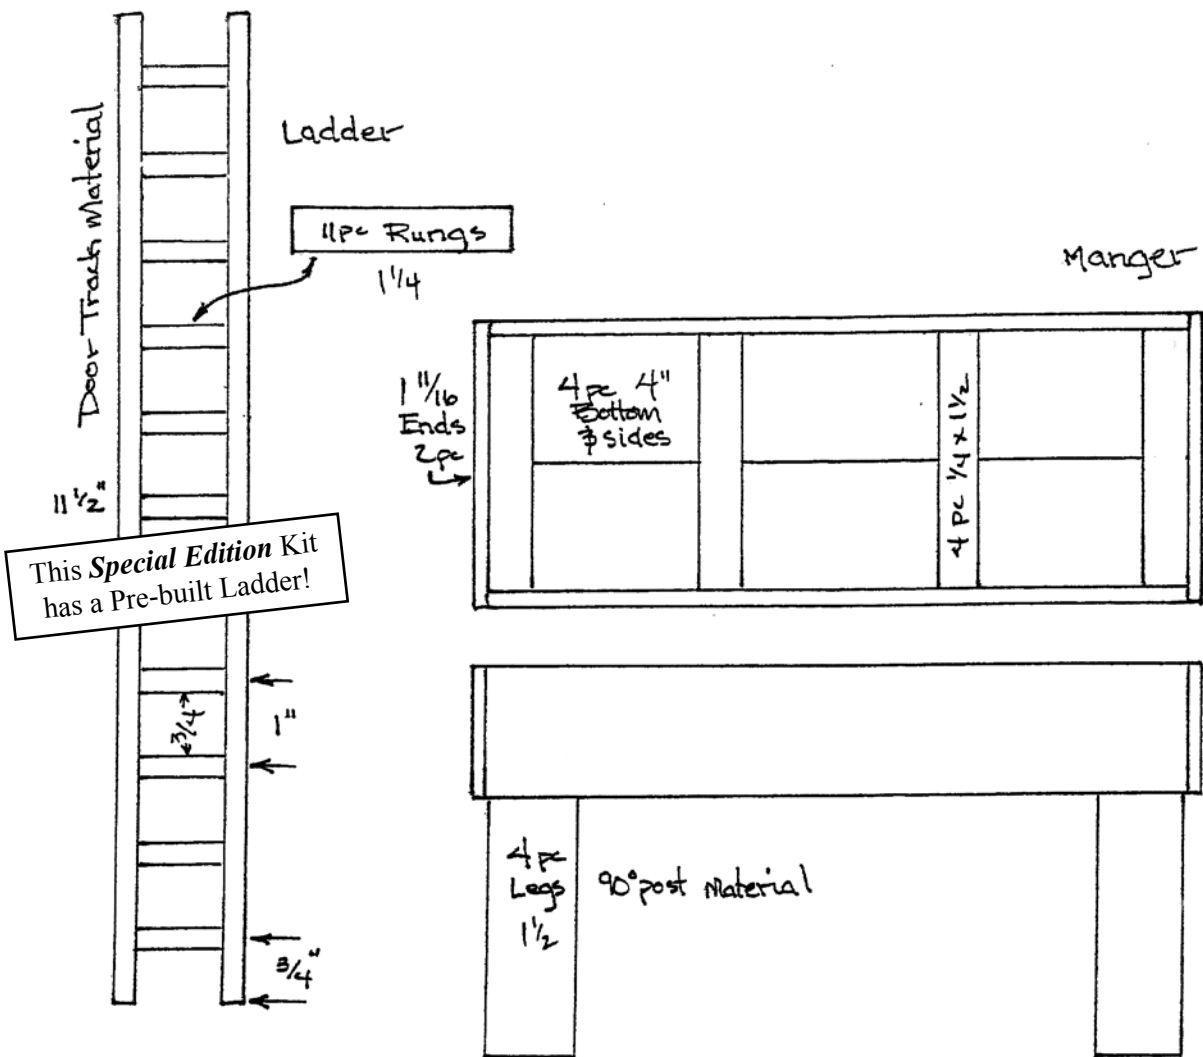 Door Track Material
11 1/2"
Ladder
11pc Rungs
1 1/4
This Special Edition Kit
has a Pre-built Ladder!
3/4
1"
3/4"
Manger
1 11/16
Ends
2pc
4pc 4"
Bottom
& sides
4 pc 1/4 x 1 1/2
4 pc
Legs
1 1/2
90° post Material